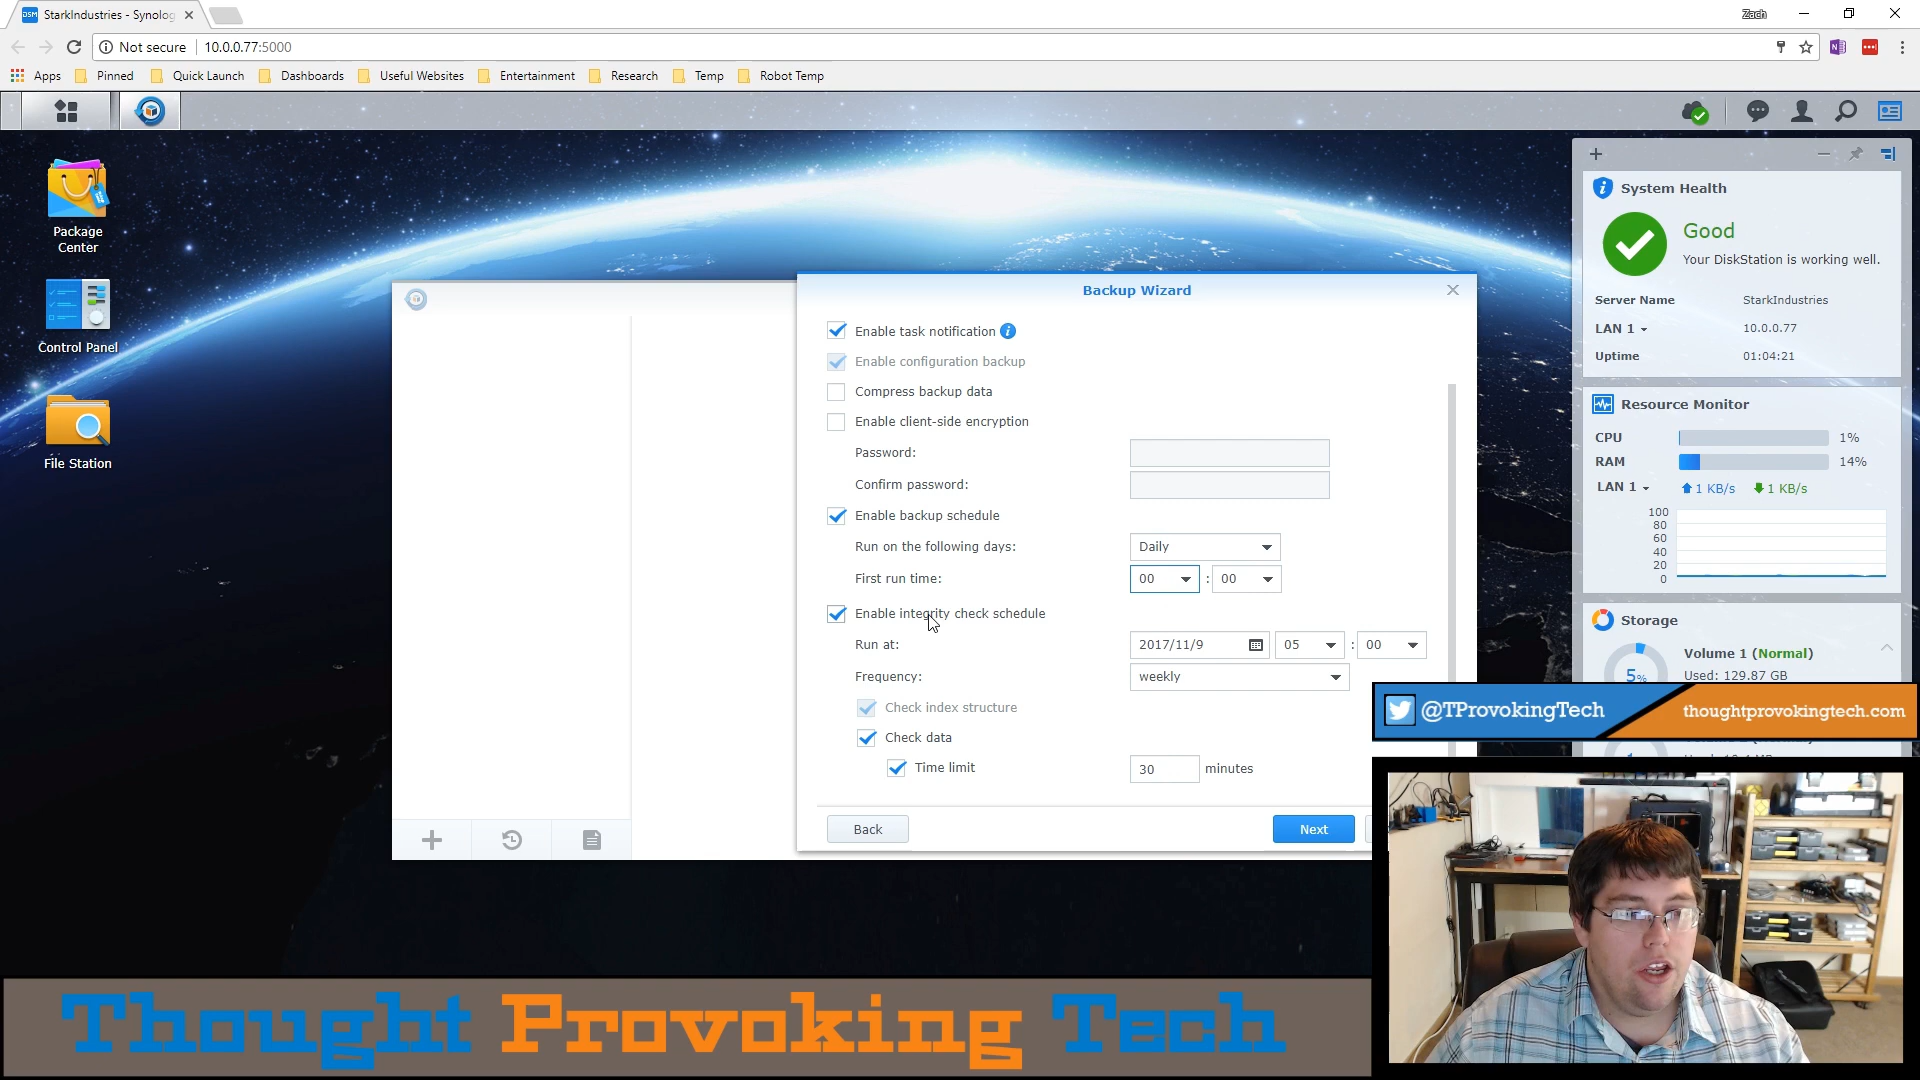 StarkIndustries - Synolog
Zach
Not secure
10.0.0.77:5000
Apps
Pinned
Quick Launch
Dashboards
Useful Websites
Entertainment
Research
Temp
Robot Temp
Package
Center
Control Panel
File Station
Backup Wizard
Enable task notification
Enable configuration backup
Compress backup data
Enable client-side encryption
Password:
Confirm password:
Enable backup schedule
Run on the following days: Daily
First run time: 00 : 00
Enable integrity check schedule
Run at: 2017/11/9 05 : 00
Frequency: weekly
Check index structure
Check data
Time limit 30 minutes
Back
Next
System Health
Good
Your DiskStation is working well.
Server Name StarkIndustries
LAN 1 10.0.0.77
Uptime 01:04:21
Resource Monitor
CPU 1%
RAM 14%
LAN 1 1 KB/s 1 KB/s
100
80
60
40
20
0
Storage
Volume 1 (Normal)
5%
Used: 129.87 GB
@TProvokingTech
thoughtprovokingtech.com
Thought Provoking Tech